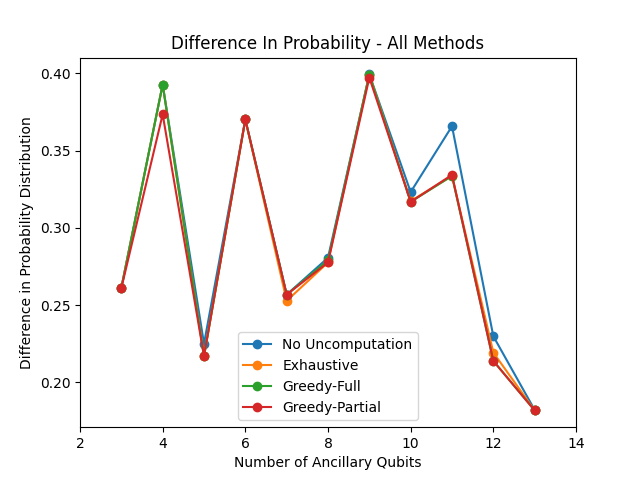 Difference In Probability - All Methods
Difference in Probability Distribution
0.40
0.35
0.30
0.25
0.20
No Uncomputation
Exhaustive
Greedy-Full
Greedy-Partial
2 4 6 8 10 12 14
Number of Ancillary Qubits